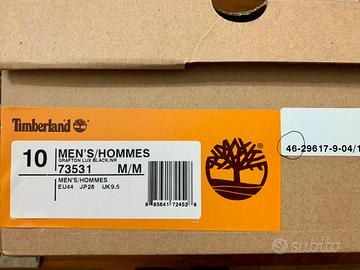 Timberland
10
MEN'S/HOMMES
GRAFTON LUX BLACK/NR
73531 M/M
MEN'S/HOMMES
EU44 JP28 UK9.5
8 85641 72452 8
46-29617-9-04/1
subito